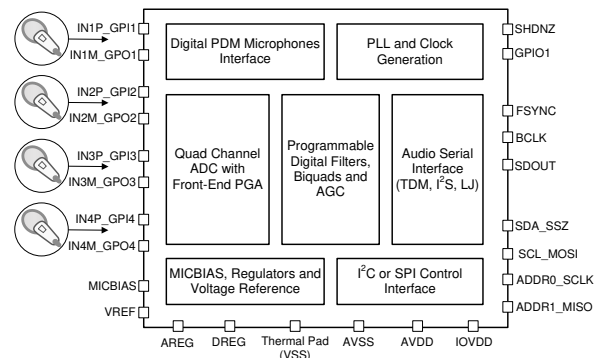 IN1P_GPI1
IN1M_GPO1
IN2P_GPI2
IN2M_GPO2
IN3P_GPI3
IN3M_GPO3
IN4P_GPI4
IN4M_GPO4
MICBIAS
VREF
Digital PDM Microphones
Interface
PLL and Clock
Generation
Quad Channel
ADC with
Front-End PGA
Programmable
Digital Filters,
Biquads and
AGC
Audio Serial
Interface
(TDM, I²S, LJ)
MICBIAS, Regulators and
Voltage Reference
I²C or SPI Control
Interface
SHDNZ
GPIO1
FSYNC
BCLK
SDOUT
SDA_SSZ
SCL_MOSI
ADDR0_SCLK
ADDR1_MISO
AREG
DREG
Thermal Pad
(VSS)
AVSS
AVDD
IOVDD